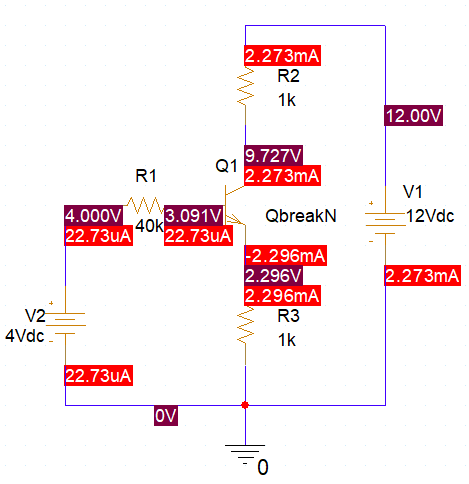 2.273mA
R2
1k
12.00V
9.727V
Q1
2.273mA
R1
V1
4.000V
3.091V
QbreakN
12Vdc
22.73uA
40k
22.73uA
-2.296mA
2.296V
2.273mA
2.296mA
V2
R3
4Vdc
1k
22.73uA
0V
0